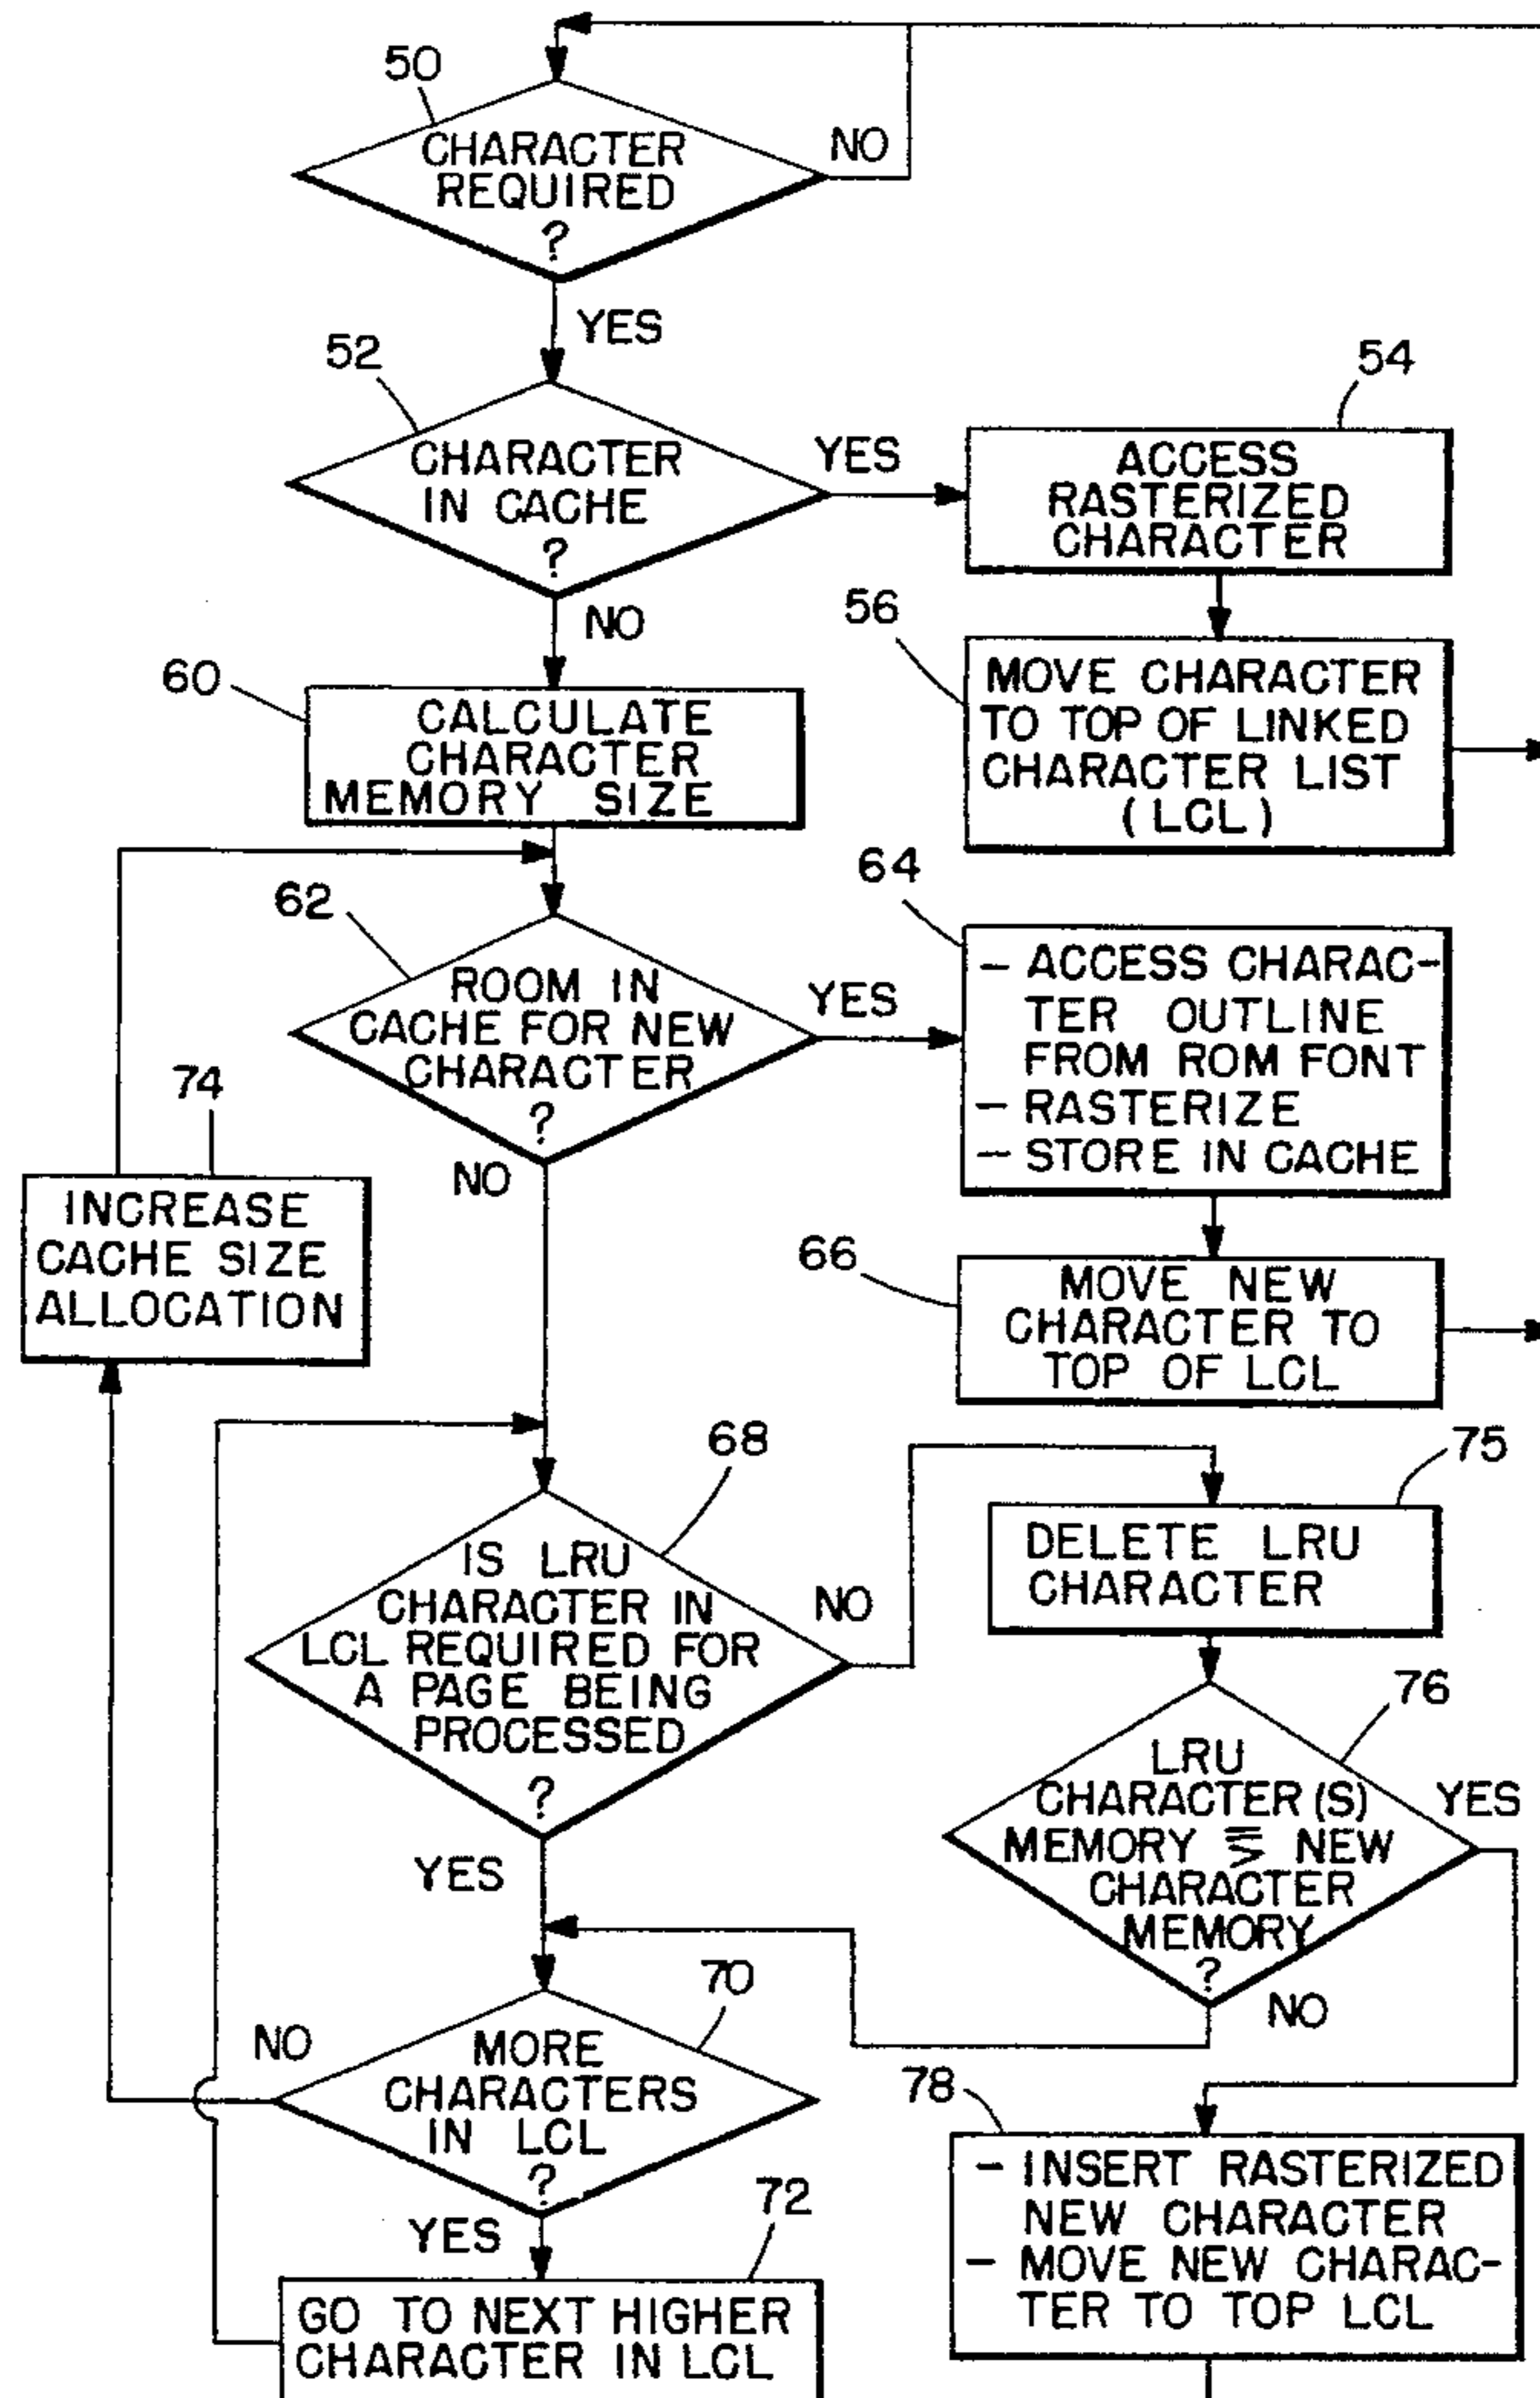 50
CHARACTER
REQUIRED
?
NO
YES
52
CHARACTER
IN CACHE
?
YES
NO
54
ACCESS
RASTERIZED
CHARACTER
56
MOVE CHARACTER
TO TOP OF LINKED
CHARACTER LIST
(LCL)
60
CALCULATE
CHARACTER
MEMORY SIZE
62
ROOM IN
CACHE FOR NEW
CHARACTER
?
YES
NO
64
- ACCESS CHARAC-
TER OUTLINE
FROM ROM FONT
- RASTERIZE
- STORE IN CACHE
74
INCREASE
CACHE SIZE
ALLOCATION
66
MOVE NEW
CHARACTER TO
TOP OF LCL
68
IS LRU
CHARACTER IN
LCL REQUIRED FOR
A PAGE BEING
PROCESSED
?
NO
YES
75
DELETE LRU
CHARACTER
76
LRU
CHARACTER(S)
MEMORY ⋝ NEW
CHARACTER
MEMORY
?
YES
NO
70
MORE
CHARACTERS
IN LCL
?
NO
YES
72
GO TO NEXT HIGHER
CHARACTER IN LCL
78
- INSERT RASTERIZED
NEW CHARACTER
- MOVE NEW CHARAC-
TER TO TOP LCL